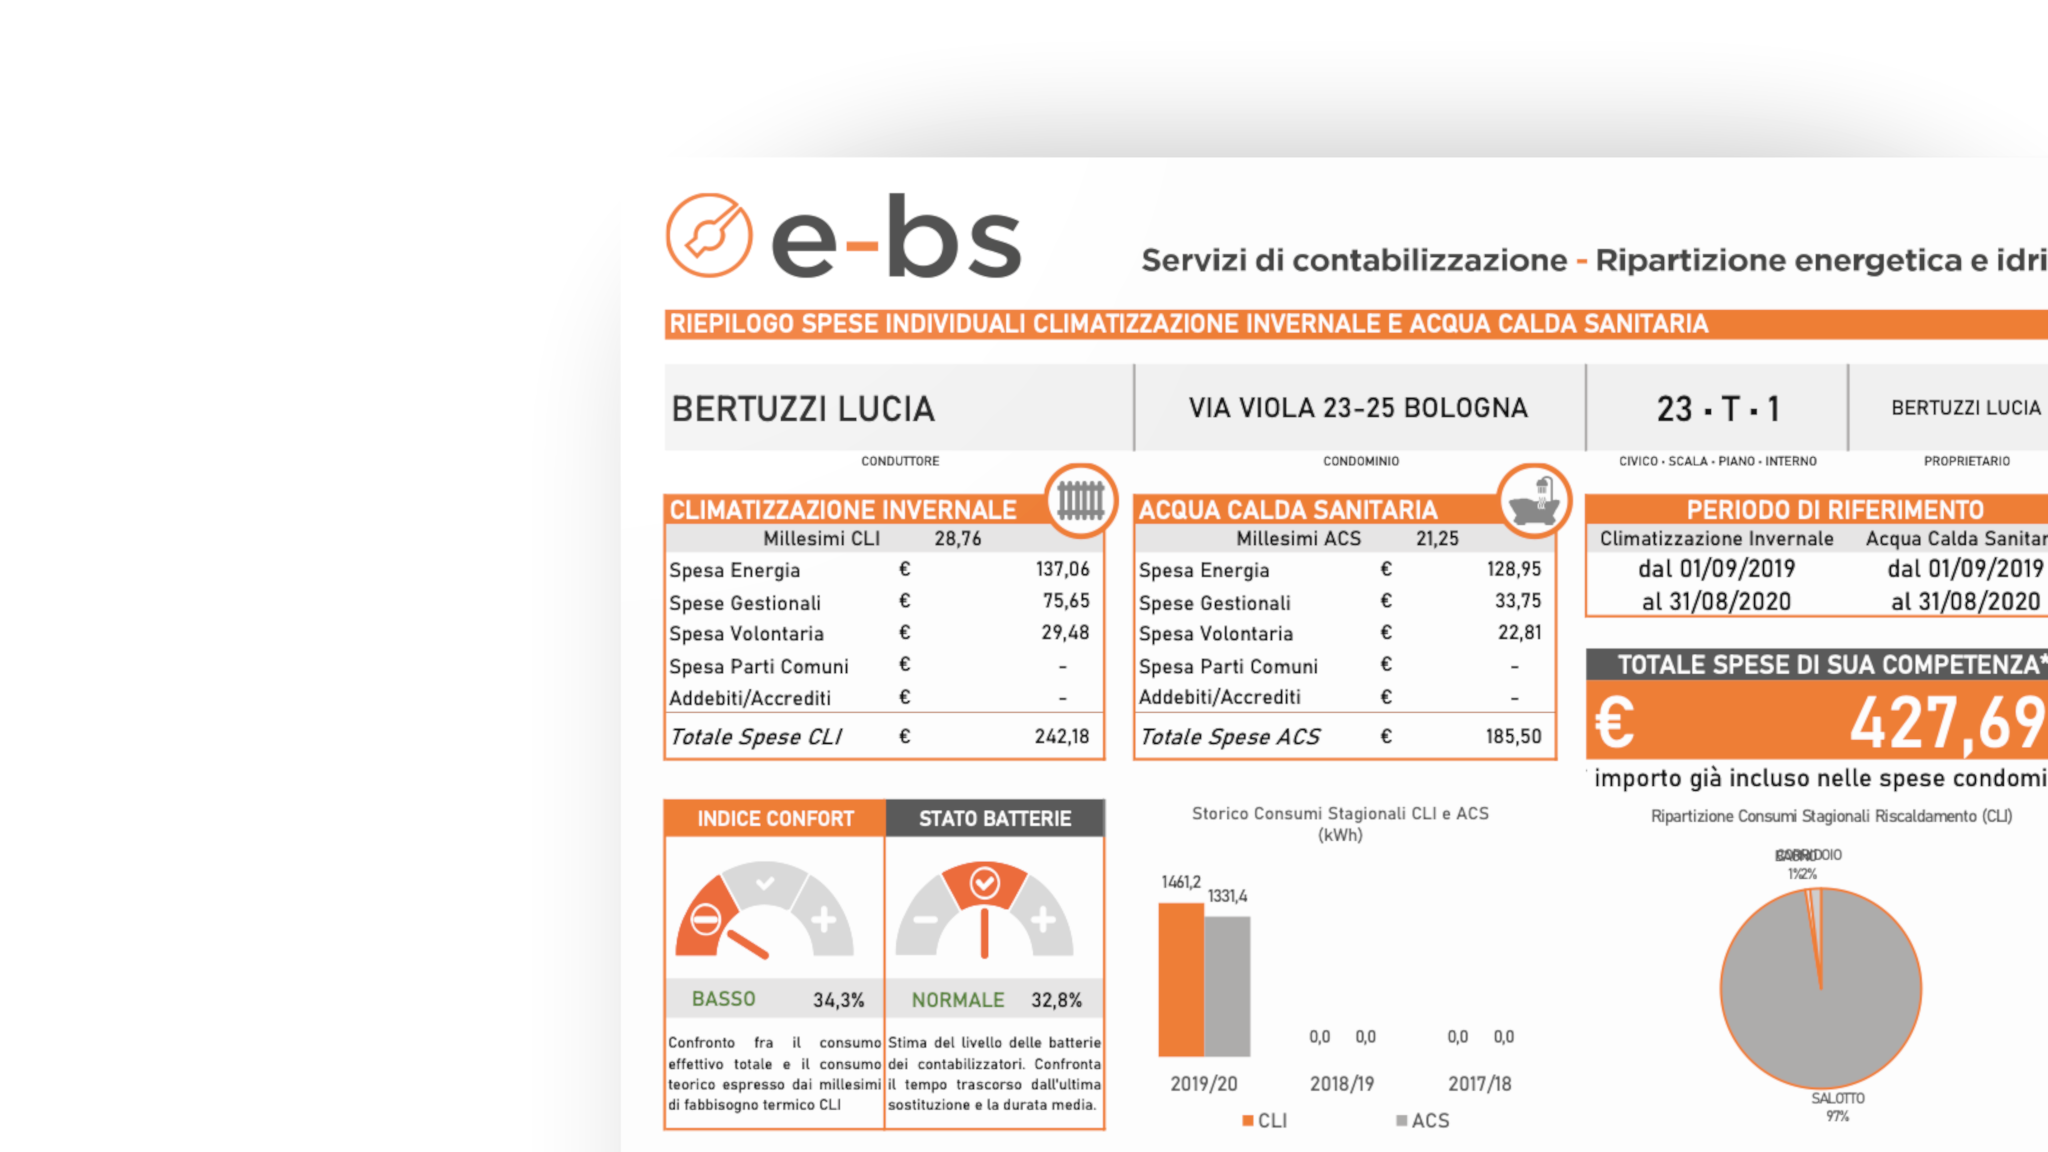 e-bs
Servizi di contabilizzazione - Ripartizione energetica e idri
RIEPILOGO SPESE INDIVIDUALI CLIMATIZZAZIONE INVERNALE E ACQUA CALDA SANITARIA
BERTUZZI LUCIA
VIA VIOLA 23-25 BOLOGNA
23 · T · 1
BERTUZZI LUCIA
CONDUTTORE
CONDOMINIO
CIVICO · SCALA · PIANO · INTERNO
PROPRIETARIO
CLIMATIZZAZIONE INVERNALE
Millesimi CLI 28,76
Spesa Energia € 137,06
Spese Gestionali € 75,65
Spesa Volontaria € 29,48
Spesa Parti Comuni € -
Addebiti/Accrediti € -
Totale Spese CLI € 242,18
ACQUA CALDA SANITARIA
Millesimi ACS 21,25
Spesa Energia € 128,95
Spese Gestionali € 33,75
Spesa Volontaria € 22,81
Spesa Parti Comuni € -
Addebiti/Accrediti € -
Totale Spese ACS € 185,50
PERIODO DI RIFERIMENTO
Climatizzazione Invernale Acqua Calda Sanitar
dal 01/09/2019 dal 01/09/2019
al 31/08/2020 al 31/08/2020
TOTALE SPESE DI SUA COMPETENZA*
€ 427,69
importo già incluso nelle spese condomi
INDICE CONFORT
BASSO 34,3%
Confronto fra il consumo
effettivo totale e il consumo
teorico espresso dai millesimi
di fabbisogno termico CLI
STATO BATTERIE
NORMALE 32,8%
Stima del livello delle batterie
dei contabilizzatori. Confronta
il tempo trascorso dall'ultima
sostituzione e la durata media.
Storico Consumi Stagionali CLI e ACS
(kWh)
1461,2
1331,4
0,0 0,0 0,0 0,0
2019/20 2018/19 2017/18
CLI ACS
Ripartizione Consumi Stagionali Riscaldamento (CLI)
CORRIDOIO
1% 2%
SALOTTO
97%